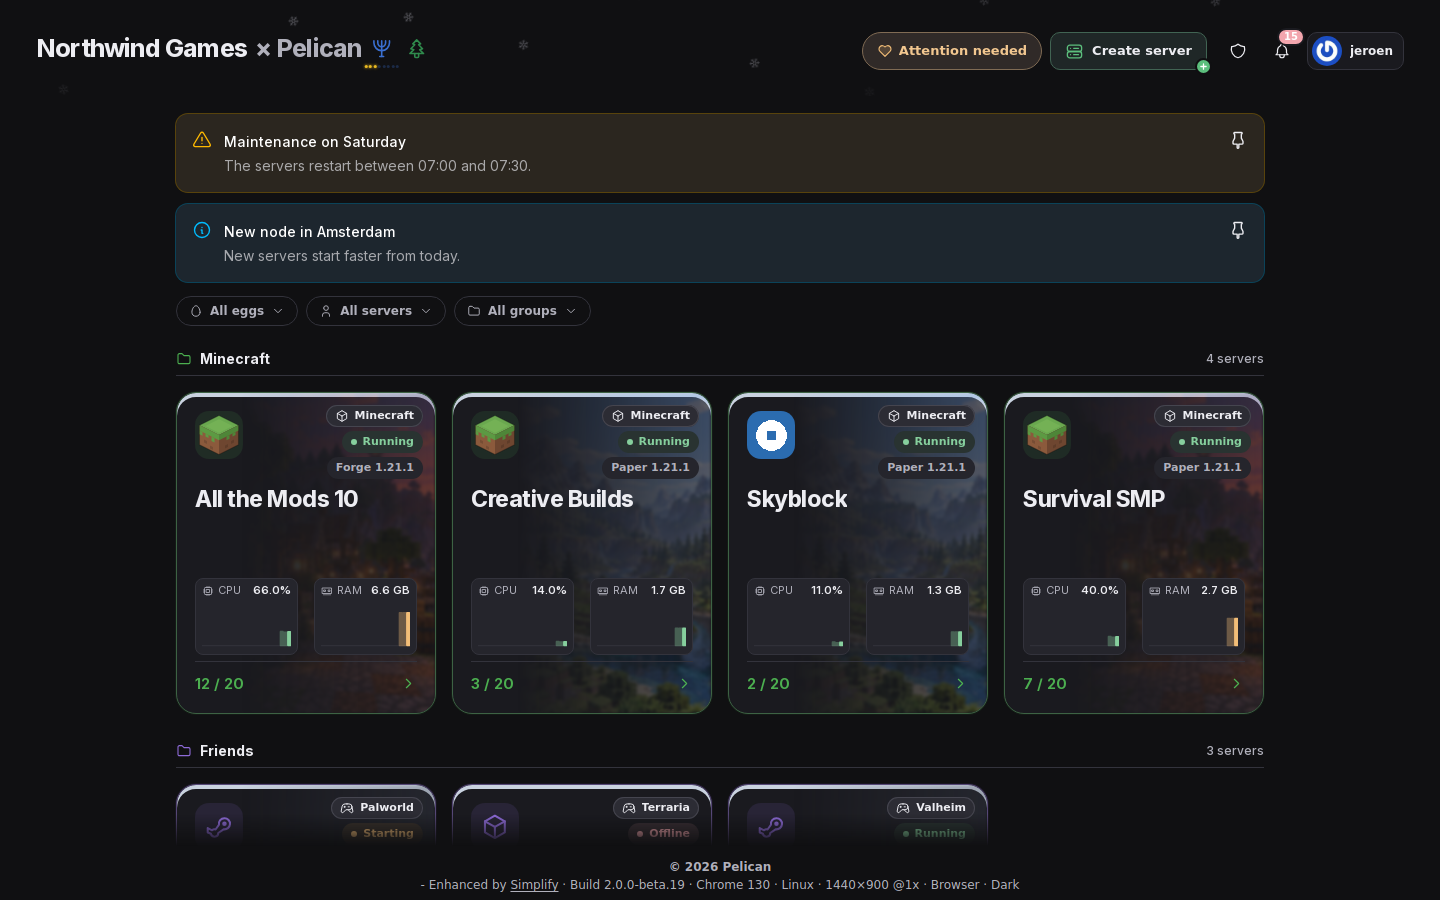 Northwind Games × Pelican
Attention needed
Create server
15
jeroen
Maintenance on Saturday
The servers restart between 07:00 and 07:30.
New node in Amsterdam
New servers start faster from today.
All eggs
All servers
All groups
Minecraft
4 servers
Minecraft
Running
Forge 1.21.1
All the Mods 10
CPU 66.0%
RAM 6.6 GB
12 / 20
Minecraft
Running
Paper 1.21.1
Creative Builds
CPU 14.0%
RAM 1.7 GB
3 / 20
Minecraft
Running
Paper 1.21.1
Skyblock
CPU 11.0%
RAM 1.3 GB
2 / 20
Minecraft
Running
Paper 1.21.1
Survival SMP
CPU 40.0%
RAM 2.7 GB
7 / 20
Friends
3 servers
Palworld
Starting
Terraria
Offline
Valheim
Running
© 2026 Pelican
- Enhanced by Simplify · Build 2.0.0-beta.19 · Chrome 130 · Linux · 1440×900 @1x · Browser · Dark